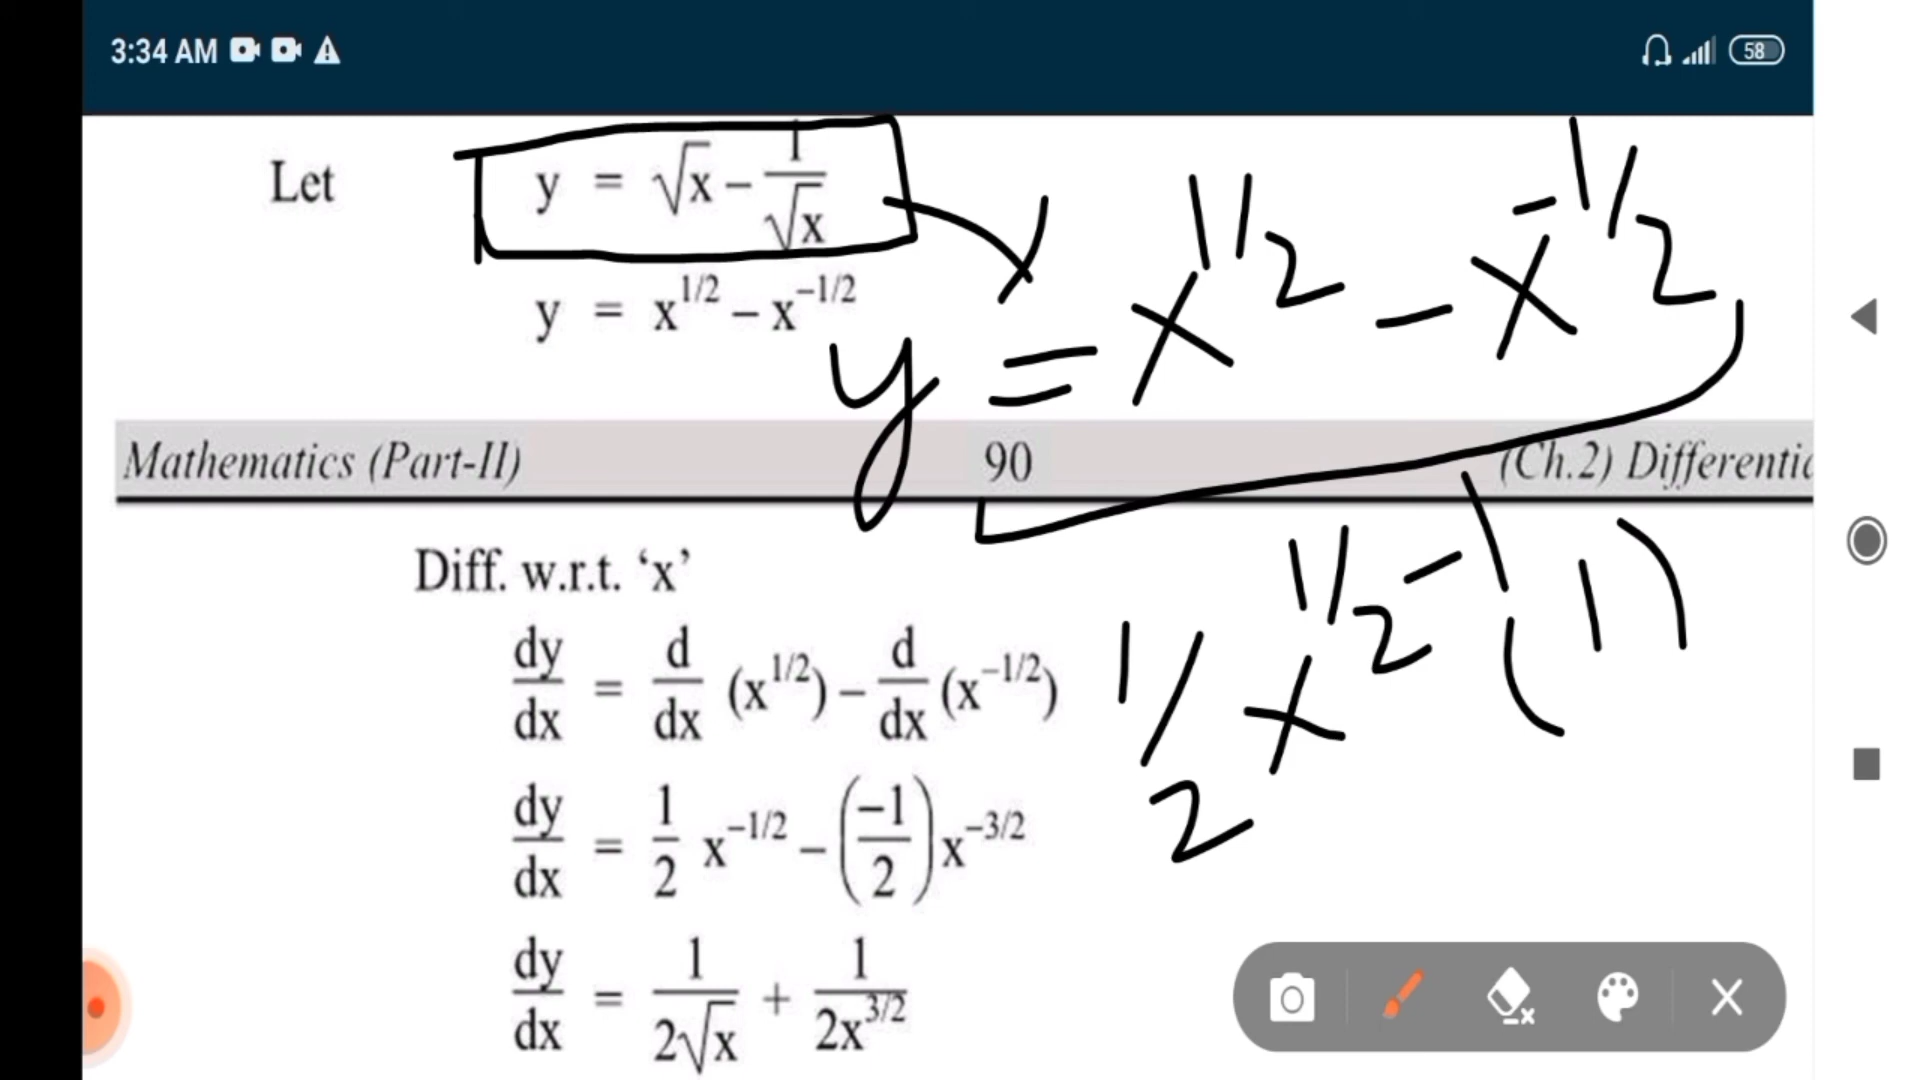 3:34 AM 58
Let y = √x − 1/√x
y = x^{1/2} − x^{−1/2}
y = x^{1/2} − x^{−1/2}
Mathematics (Part-II) 90 (Ch.2) Differentia
Diff. w.r.t. ‘x’
dy/dx = d/dx (x^{1/2}) − d/dx (x^{−1/2})
1/2 x^{1/2 − 1} (1)
dy/dx = 1/2 x^{−1/2} − (−1/2) x^{−3/2}
dy/dx = 1/(2√x) + 1/(2x^{3/2})